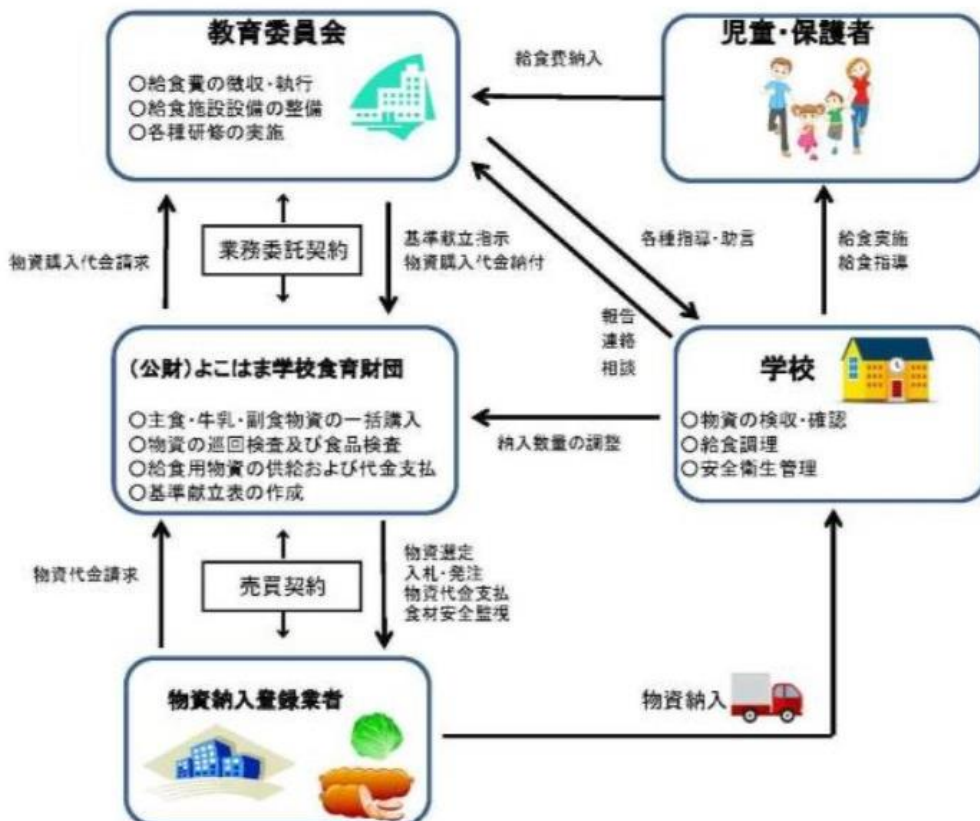 教育委員会
○給食費の徴収・執行
○給食施設設備の整備
○各種研修の実施
給食費納入
児童・保護者
物資購入代金請求
業務委託契約
基準献立指示
物資購入代金納付
各種指導・助言
給食実施
給食指導
報告
連絡
相談
(公財)よこはま学校食育財団
○主食・牛乳・副食物資の一括購入
○物資の巡回検査及び食品検査
○給食用物資の供給および代金支払
○基準献立表の作成
納入数量の調整
学校
○物資の検収・確認
○給食調理
○安全衛生管理
物資代金請求
売買契約
物資選定
入札・発注
物資代金支払
食材安全監視
物資納入登録業者
物資納入